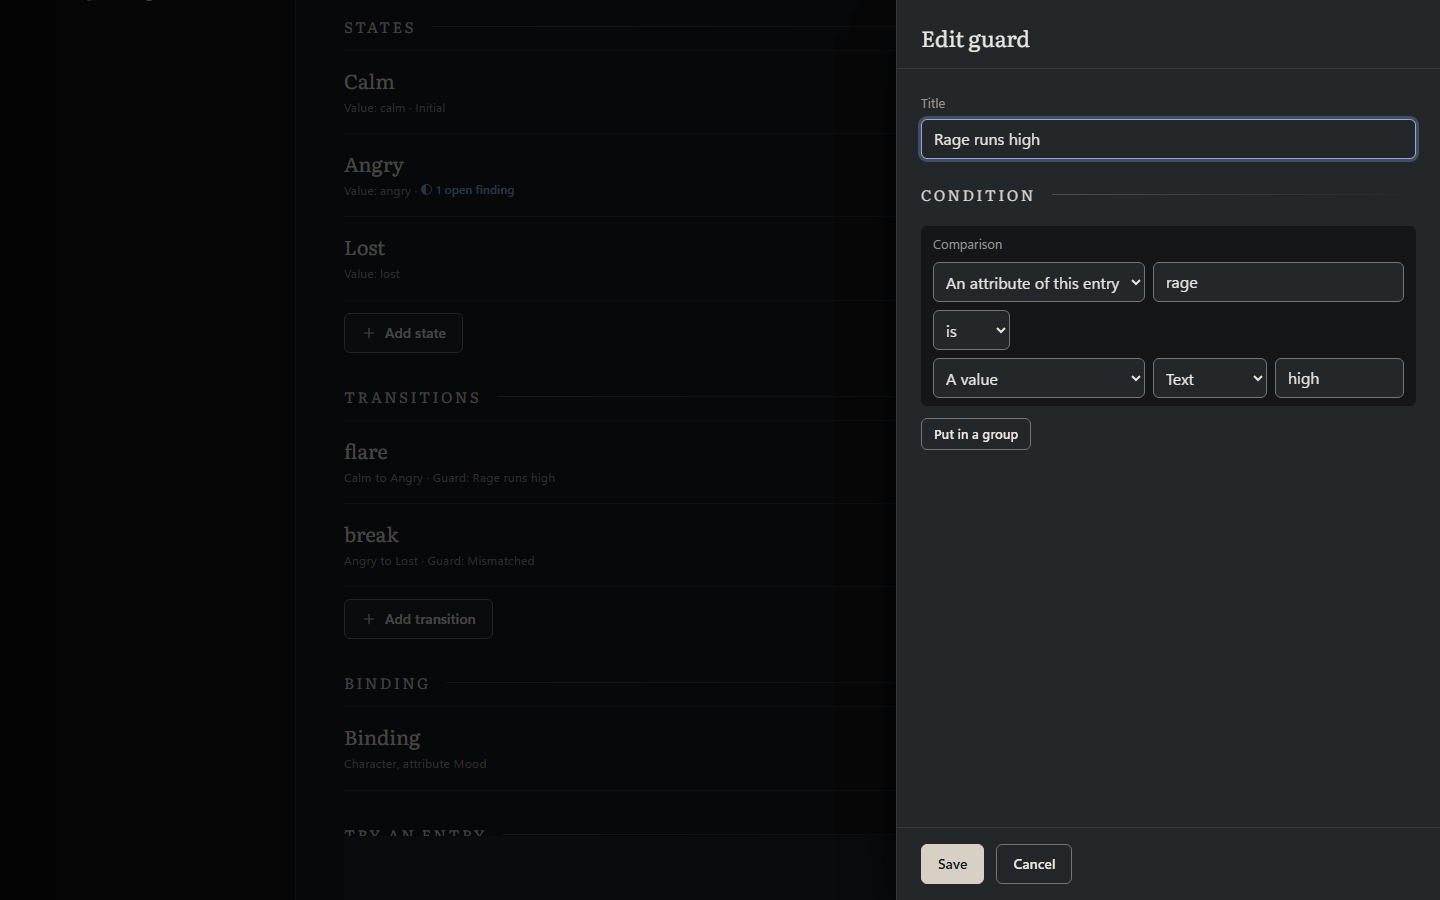 STATES
Calm
Value: calm · Initial
Angry
Value: angry · 1 open finding
Lost
Value: lost
Add state
TRANSITIONS
flare
Calm to Angry · Guard: Rage runs high
break
Angry to Lost · Guard: Mismatched
Add transition
BINDING
Binding
Character, attribute Mood
TRY AN ENTRY
Edit guard
Title
Rage runs high
CONDITION
Comparison
An attribute of this entry rage
is
A value Text high
Put in a group
Save Cancel